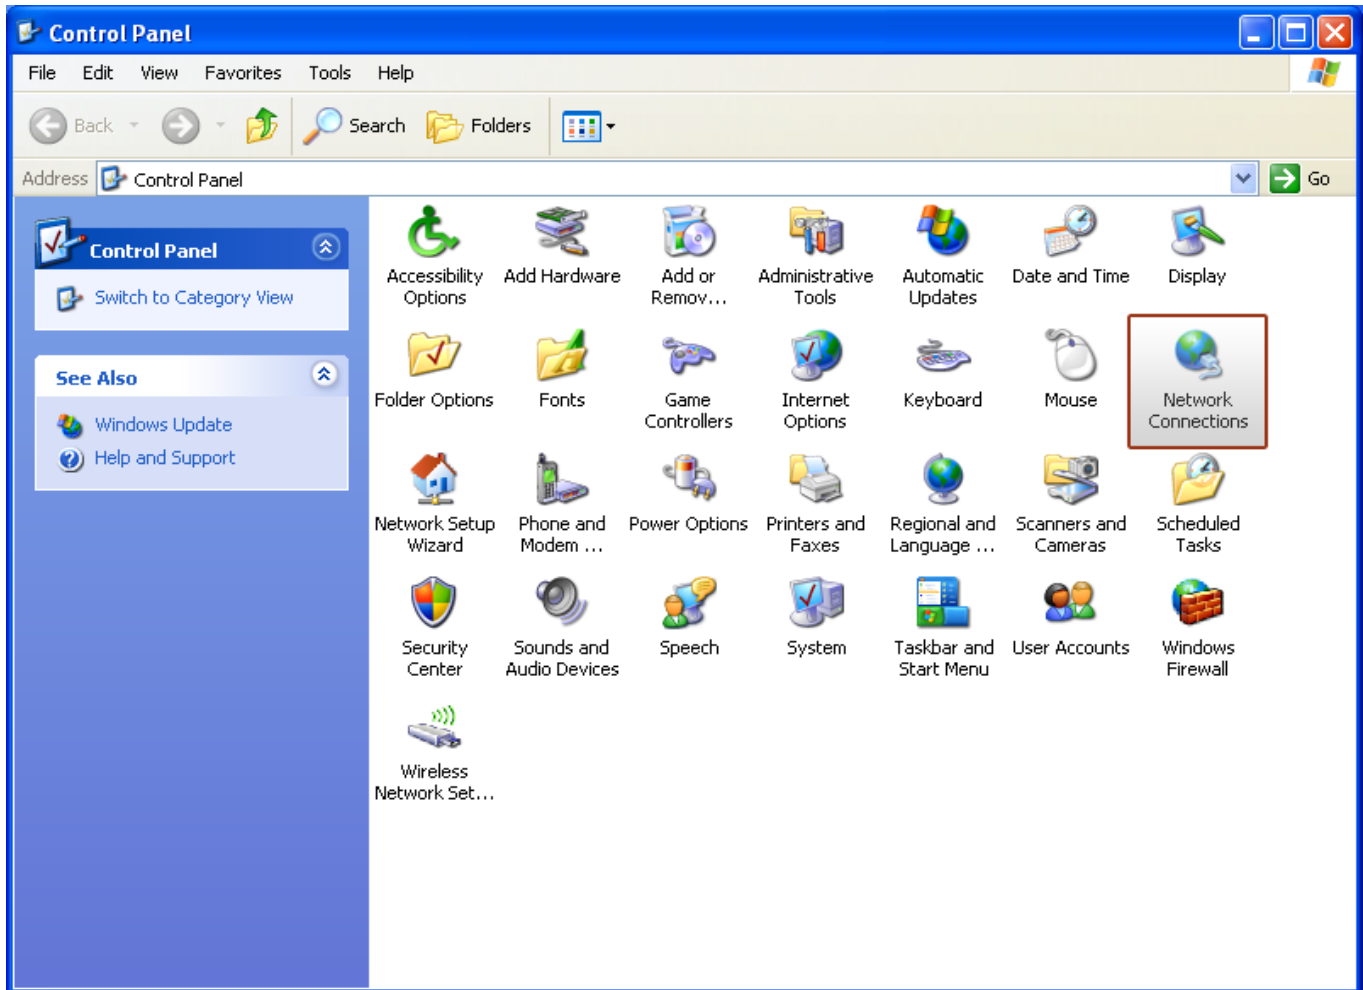 Control Panel
File Edit View Favorites Tools Help
Back Search Folders
Address Control Panel Go
Control Panel
Switch to Category View
See Also
Windows Update
Help and Support
Accessibility
Options
Add Hardware
Add or
Remov...
Administrative
Tools
Automatic
Updates
Date and Time
Display
Folder Options
Fonts
Game
Controllers
Internet
Options
Keyboard
Mouse
Network
Connections
Network Setup
Wizard
Phone and
Modem ...
Power Options
Printers and
Faxes
Regional and
Language ...
Scanners and
Cameras
Scheduled
Tasks
Security
Center
Sounds and
Audio Devices
Speech
System
Taskbar and
Start Menu
User Accounts
Windows
Firewall
Wireless
Network Set...